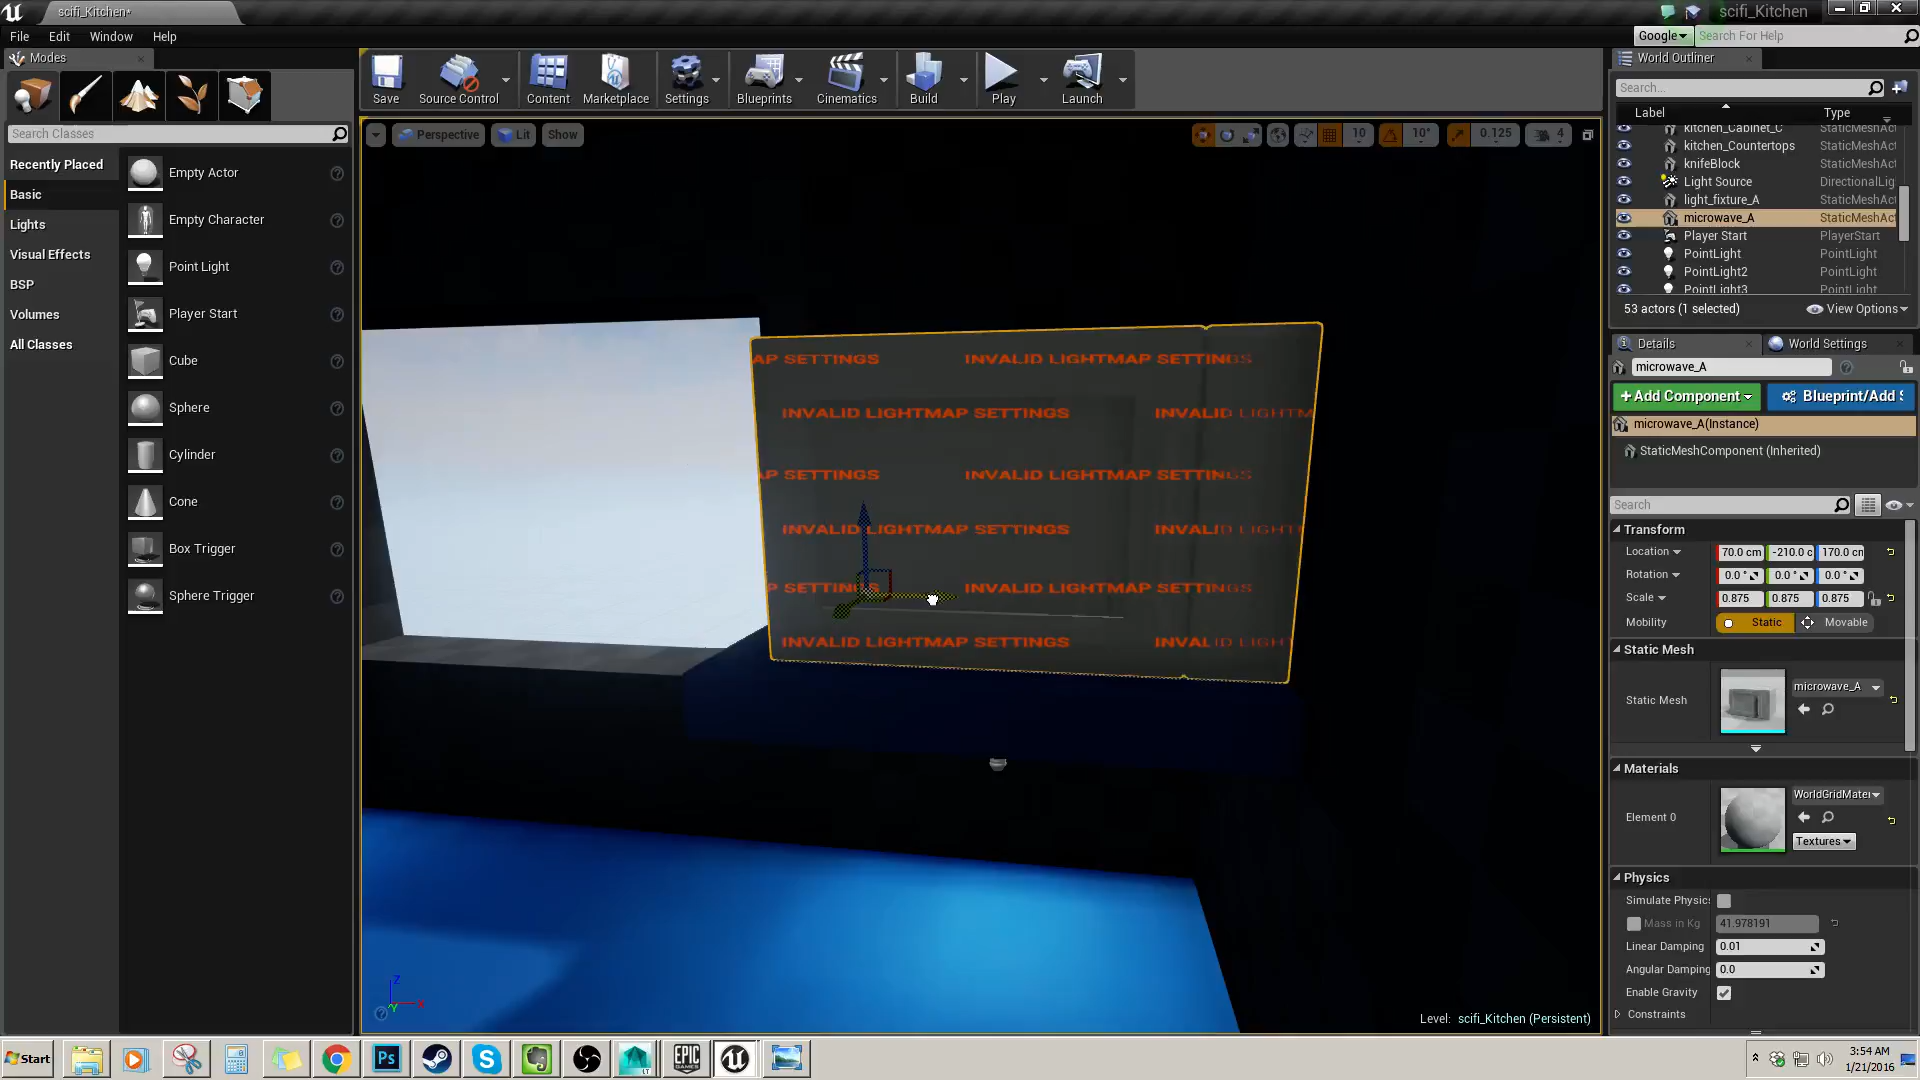 scifi_Kitchen*
scifi_Kitchen
File Edit Window Help
Google Search For Help
Modes
World Outliner
Save
Source Control
Content
Marketplace
Settings
Blueprints
Cinematics
Build
Play
Launch
Search...
Label Type
Search Classes
Perspective Lit Show 10 10° 0.125 4
Recently Placed
Basic
Lights
Visual Effects
BSP
Volumes
All Classes
Empty Actor
Empty Character
Point Light
Player Start
Cube
Sphere
Cylinder
Cone
Box Trigger
Sphere Trigger
kitchen_Cabinet_C StaticMeshAct
kitchen_Countertops StaticMeshAct
knifeBlock StaticMeshAct
Light Source DirectionalLig
light_fixture_A StaticMeshAct
microwave_A StaticMeshAct
Player Start PlayerStart
PointLight PointLight
PointLight2 PointLight
PointLight3 PointLight
53 actors (1 selected) View Options
Details World Settings
microwave_A
+Add Component Blueprint/Add S
microwave_A(Instance)
StaticMeshComponent (Inherited)
Search
AP SETTINGS INVALID LIGHTMAP SETTINGS
INVALID LIGHTMAP SETTINGS INVALID LIGHTM
AP SETTINGS INVALID LIGHTMAP SETTINGS
INVALID LIGHTMAP SETTINGS INVALID LIGHT
P SETTINGS INVALID LIGHTMAP SETTINGS
INVALID LIGHTMAP SETTINGS INVALID LIGHT
Transform
Location 70.0 cm -210.0 c 170.0 cm
Rotation 0.0 ° 0.0 ° 0.0 °
Scale 0.875 0.875 0.875
Mobility Static Movable
Static Mesh
Static Mesh microwave_A
Materials
Element 0 WorldGridMater
Textures
Physics
Simulate Physics
Mass in Kg 41.978191
Linear Damping 0.01
Angular Damping 0.0
Enable Gravity
Constraints
Z
X
Y
Level: scifi_Kitchen (Persistent)
Start
Ps
LT
EPIC GAMES
3:54 AM
1/21/2016